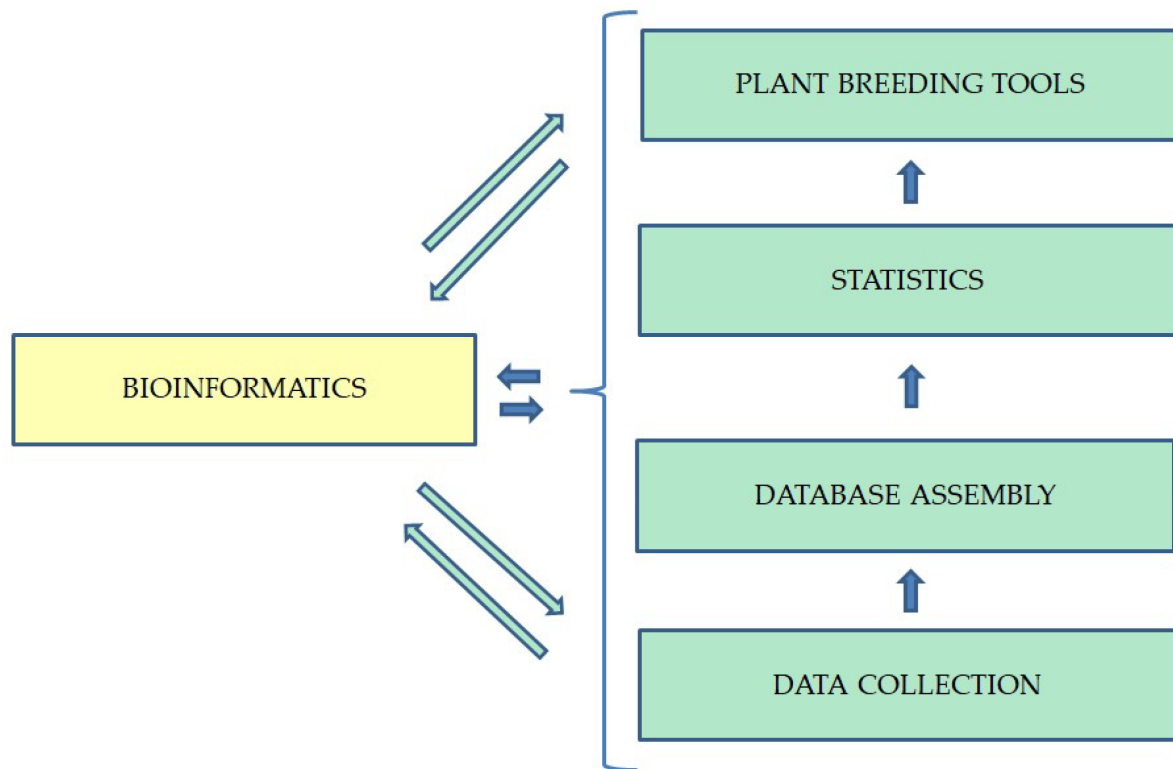 PLANT BREEDING TOOLS
STATISTICS
BIOINFORMATICS
DATABASE ASSEMBLY
DATA COLLECTION